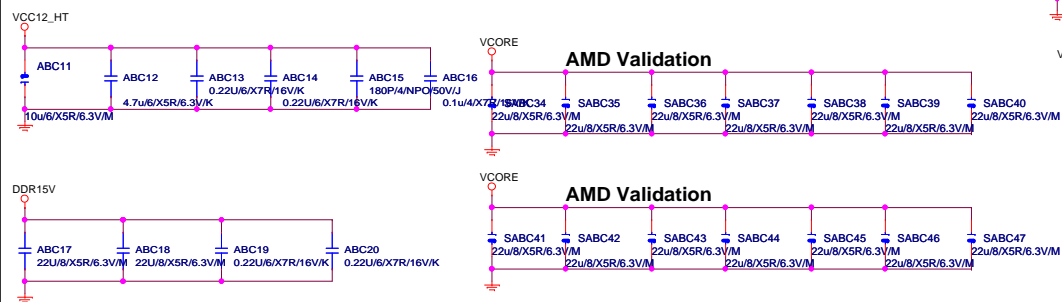 VCC12_HT
ABC11
10u/6/X5R/6.3V/M
ABC12
4.7u/6/X5R/6.3V/K
ABC13
0.22U/6/X7R/16V/K
ABC14
0.22U/6/X7R/16V/K
ABC15
180P/4/NPO/50V/J
ABC16
0.1u/4/X7R/16V/K
VCORE
AMD Validation
SABC34
22u/8/X5R/6.3V/M
SABC35
22u/8/X5R/6.3V/M
SABC36
22u/8/X5R/6.3V/M
SABC37
22u/8/X5R/6.3V/M
SABC38
22u/8/X5R/6.3V/M
SABC39
22u/8/X5R/6.3V/M
SABC40
22u/8/X5R/6.3V/M
V
DDR15V
ABC17
22U/8/X5R/6.3V/M
ABC18
22U/8/X5R/6.3V/M
ABC19
0.22U/6/X7R/16V/K
ABC20
0.22U/6/X7R/16V/K
VCORE
AMD Validation
SABC41
22u/8/X5R/6.3V/M
SABC42
22u/8/X5R/6.3V/M
SABC43
22u/8/X5R/6.3V/M
SABC44
22u/8/X5R/6.3V/M
SABC45
22u/8/X5R/6.3V/M
SABC46
22u/8/X5R/6.3V/M
SABC47
22u/8/X5R/6.3V/M